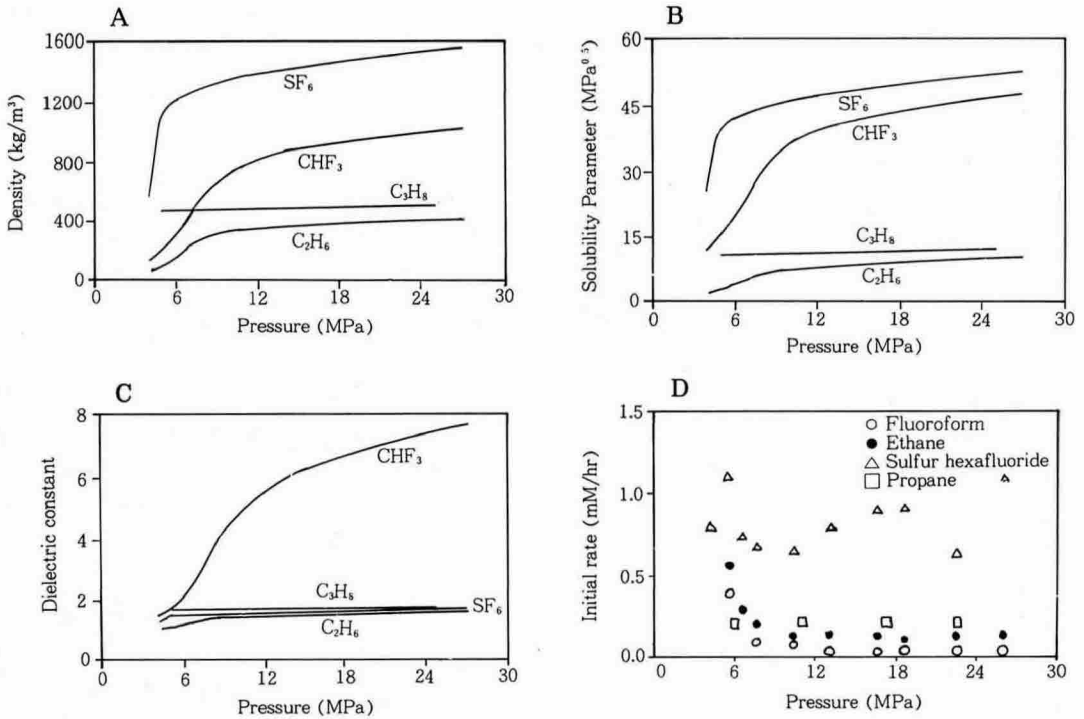 A
Density (kg/m³)
1600
1200
800
400
0
SF₆
CHF₃
C₃H₈
C₂H₆
0 6 12 18 24 30
Pressure (MPa)
B
Solubility Parameter (MPa⁰·⁵)
60
45
30
15
0
SF₆
CHF₃
C₃H₈
C₂H₆
0 6 12 18 24 30
Pressure (MPa)
C
Dielectric constant
8
6
4
2
0
CHF₃
C₃H₈
SF₆
C₂H₆
0 6 12 18 24 30
Pressure (MPa)
D
Initial rate (mM/hr)
1.5
1.0
0.5
0.0
Fluoroform
Ethane
Sulfur hexafluoride
Propane
0 6 12 18 24 30
Pressure (MPa)